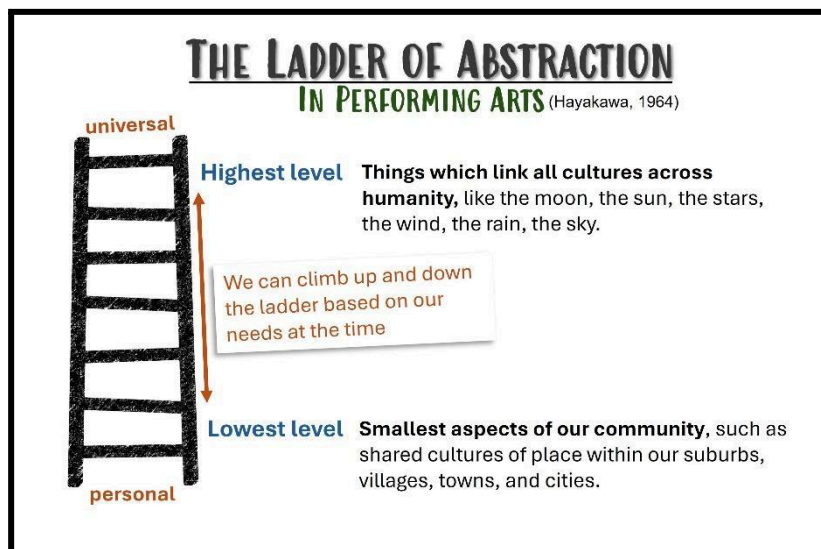 THE LADDER OF ABSTRACTION
IN PERFORMING ARTS (Hayakawa, 1964)
universal
Highest level
Things which link all cultures across
humanity, like the moon, the sun, the stars,
the wind, the rain, the sky.
We can climb up and down
the ladder based on our
needs at the time
Lowest level
Smallest aspects of our community, such as
shared cultures of place within our suburbs,
villages, towns, and cities.
personal